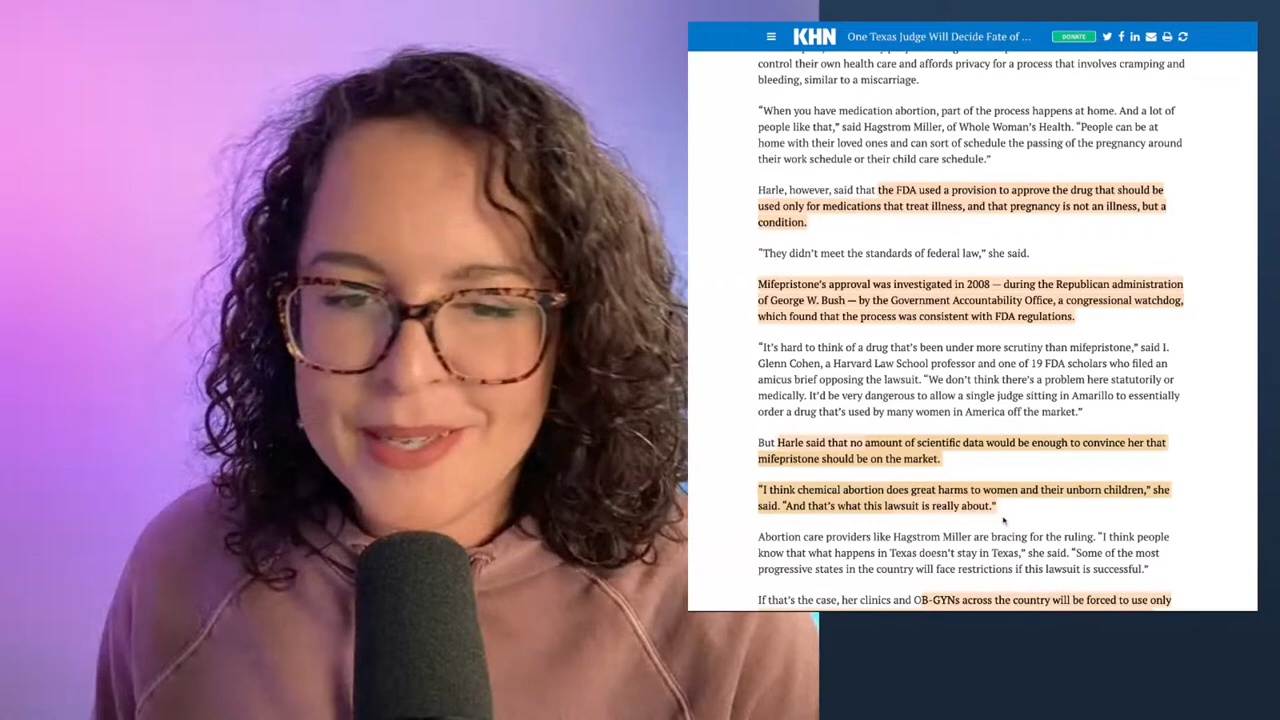 KHN One Texas Judge Will Decide Fate of ... DONATE
control their own health care and affords privacy for a process that involves cramping and
bleeding, similar to a miscarriage.
“When you have medication abortion, part of the process happens at home. And a lot of
people like that,” said Hagstrom Miller, of Whole Woman’s Health. “People can be at
home with their loved ones and can sort of schedule the passing of the pregnancy around
their work schedule or their child care schedule.”
Harle, however, said that the FDA used a provision to approve the drug that should be
used only for medications that treat illness, and that pregnancy is not an illness, but a
condition.
“They didn’t meet the standards of federal law,” she said.
Mifepristone’s approval was investigated in 2008 — during the Republican administration
of George W. Bush — by the Government Accountability Office, a congressional watchdog,
which found that the process was consistent with FDA regulations.
“It’s hard to think of a drug that’s been under more scrutiny than mifepristone,” said I.
Glenn Cohen, a Harvard Law School professor and one of 19 FDA scholars who filed an
amicus brief opposing the lawsuit. “We don’t think there’s a problem here statutorily or
medically. It’d be very dangerous to allow a single judge sitting in Amarillo to essentially
order a drug that’s used by many women in America off the market.”
But Harle said that no amount of scientific data would be enough to convince her that
mifepristone should be on the market.
“I think chemical abortion does great harms to women and their unborn children,” she
said. “And that’s what this lawsuit is really about.”
Abortion care providers like Hagstrom Miller are bracing for the ruling. “I think people
know that what happens in Texas doesn’t stay in Texas,” she said. “Some of the most
progressive states in the country will face restrictions if this lawsuit is successful.”
If that’s the case, her clinics and OB-GYNs across the country will be forced to use only